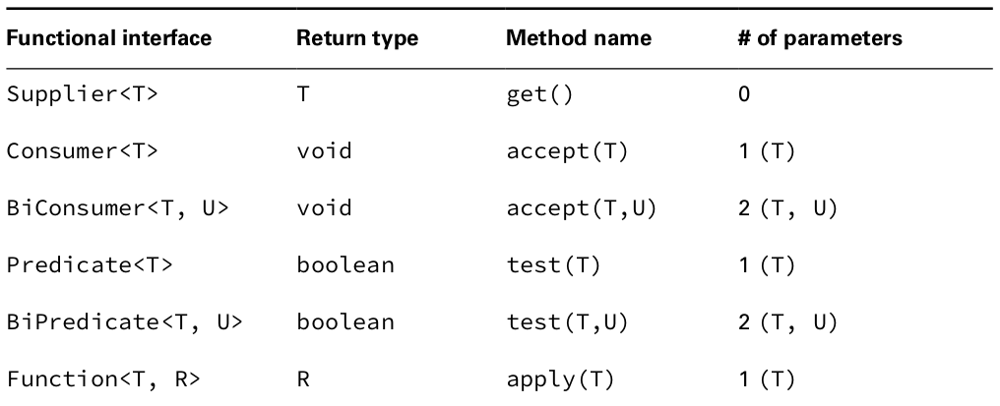 Functional interface Return type Method name # of parameters
Supplier<T> T get() 0
Consumer<T> void accept(T) 1 (T)
BiConsumer<T, U> void accept(T,U) 2 (T, U)
Predicate<T> boolean test(T) 1 (T)
BiPredicate<T, U> boolean test(T,U) 2 (T, U)
Function<T, R> R apply(T) 1 (T)